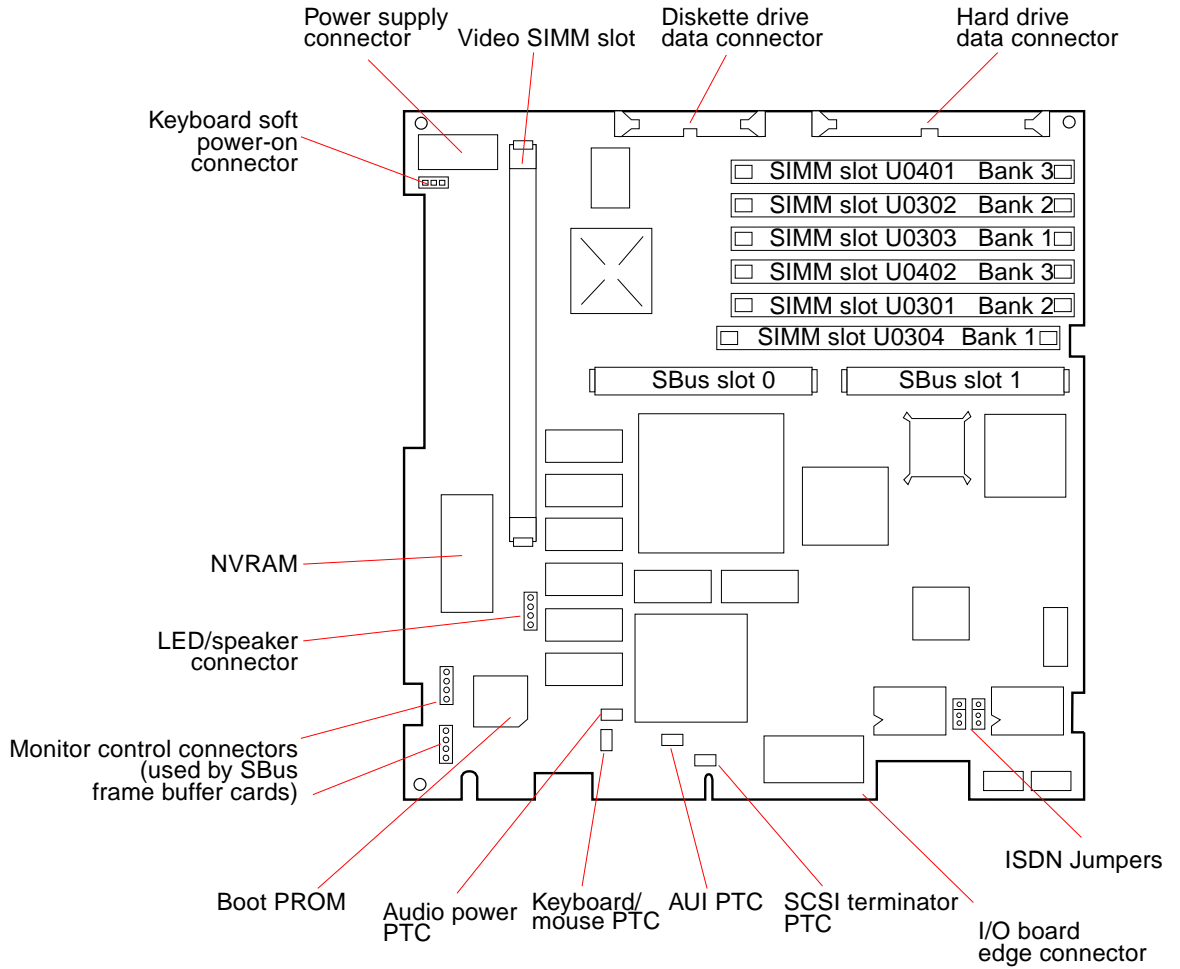 Power supply
connector
Video SIMM slot
Diskette drive
data connector
Hard drive
data connector
Keyboard soft
power-on
connector
SIMM slot U0401 Bank 3
SIMM slot U0302 Bank 2
SIMM slot U0303 Bank 1
SIMM slot U0402 Bank 3
SIMM slot U0301 Bank 2
SIMM slot U0304 Bank 1
SBus slot 0
SBus slot 1
NVRAM
LED/speaker
connector
Monitor control connectors
(used by SBus
frame buffer cards)
Boot PROM
Audio power
PTC
Keyboard/
mouse PTC
AUI PTC
SCSI terminator
PTC
I/O board
edge connector
ISDN Jumpers